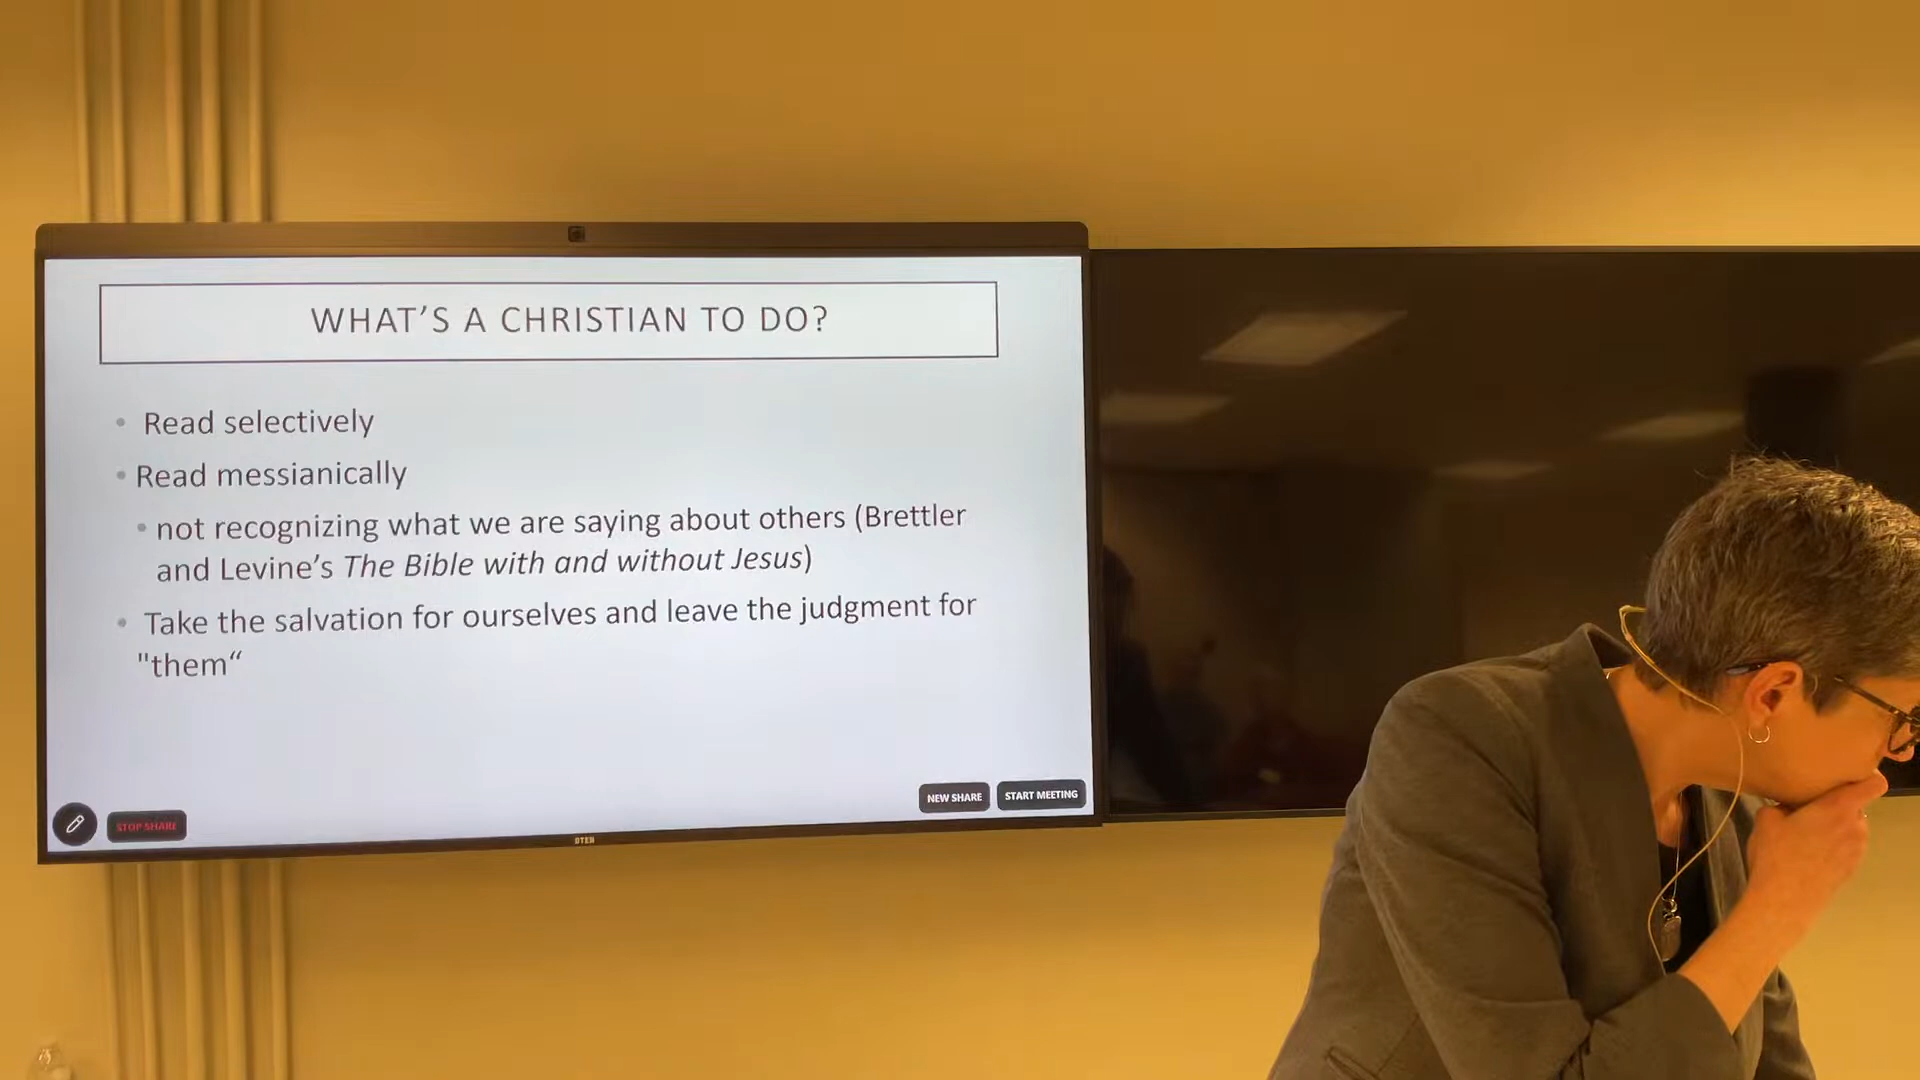 WHAT'S A CHRISTIAN TO DO?
• Read selectively
• Read messianically
• not recognizing what we are saying about others (Brettler
and Levine's The Bible with and without Jesus)
• Take the salvation for ourselves and leave the judgment for
"them“
NEW SHARE
START MEETING
STOP SHARE
DTEN